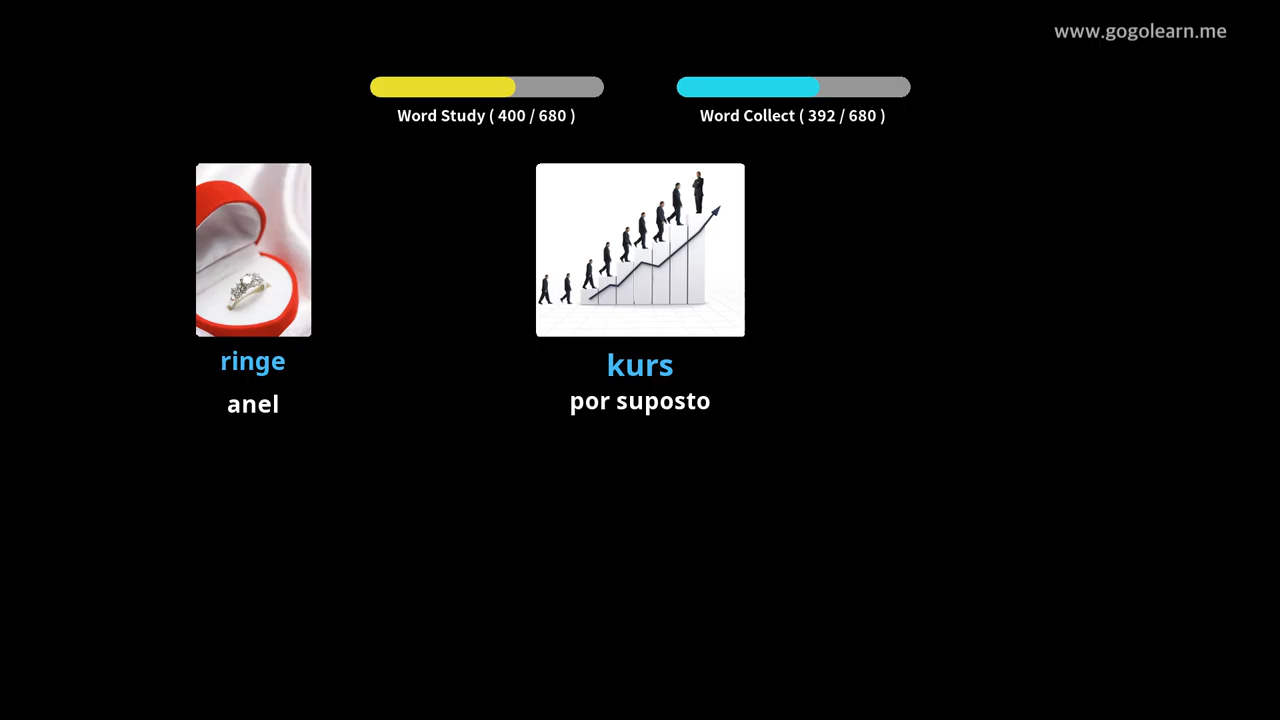 www.gogolearn.me
Word Study ( 400 / 680 )
Word Collect ( 392 / 680 )
ringe
anel
kurs
por suposto